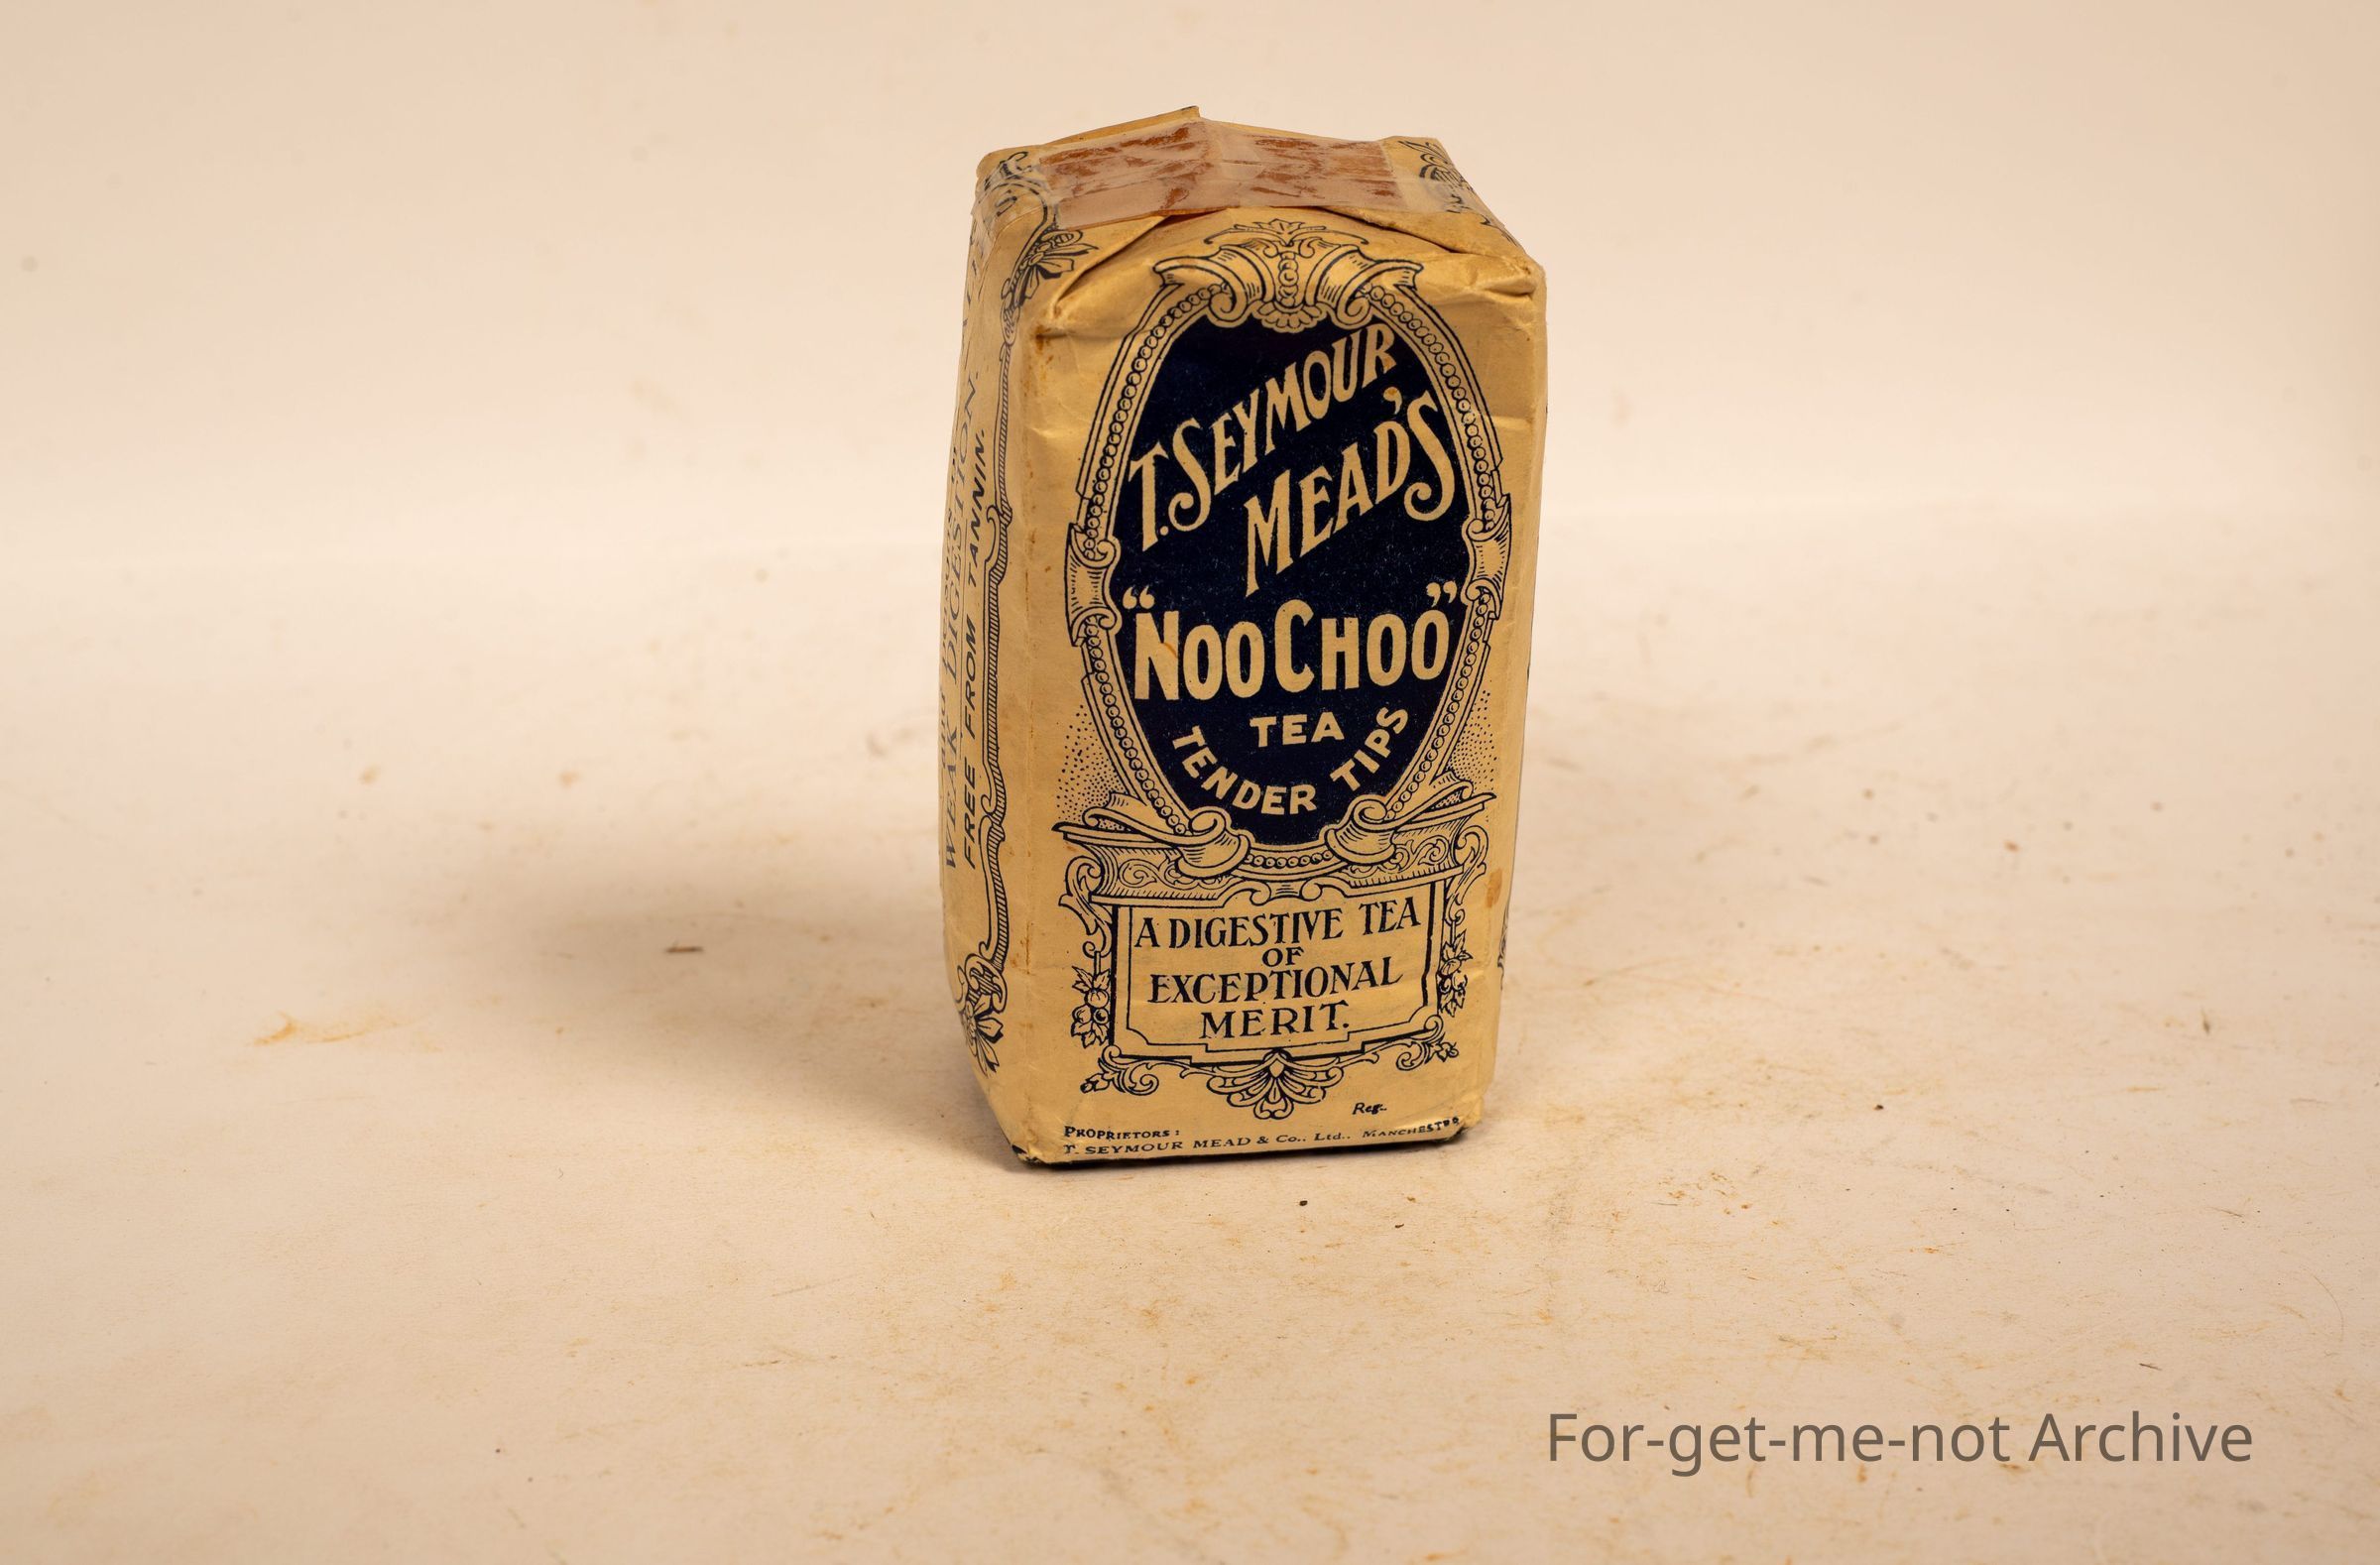 T. SEYMOUR
MEAD'S
"NOO CHOO"
TEA
TENDER TIPS
A DIGESTIVE TEA
OF
EXCEPTIONAL
MERIT.
Reg.
PROPRIETORS:
T. SEYMOUR MEAD & Co., Ltd., MANCHESTER
WEAK DIGESTION.
FREE FROM TANNIN.
For-get-me-not Archive